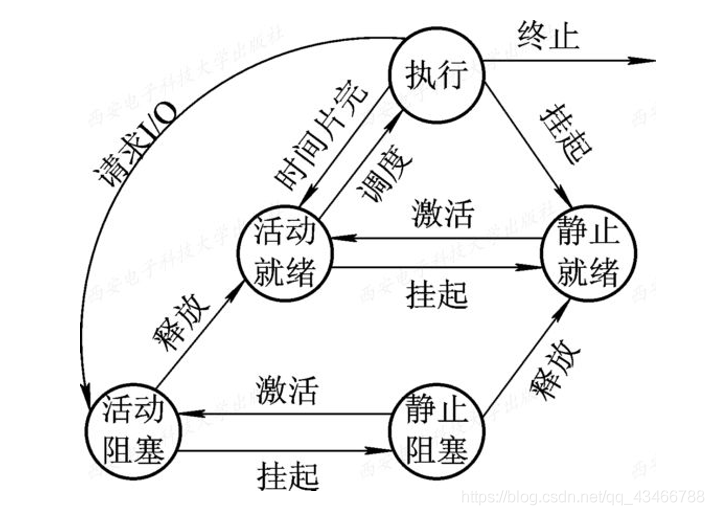 终止
执行
请求I/O
时间片完
调度
挂起
活动
就绪
激活
挂起
静止
就绪
释放
释放
活动
阻塞
激活
挂起
静止
阻塞
西安电子科技大学出版社
https://blog.csdn.net/qq_43466788